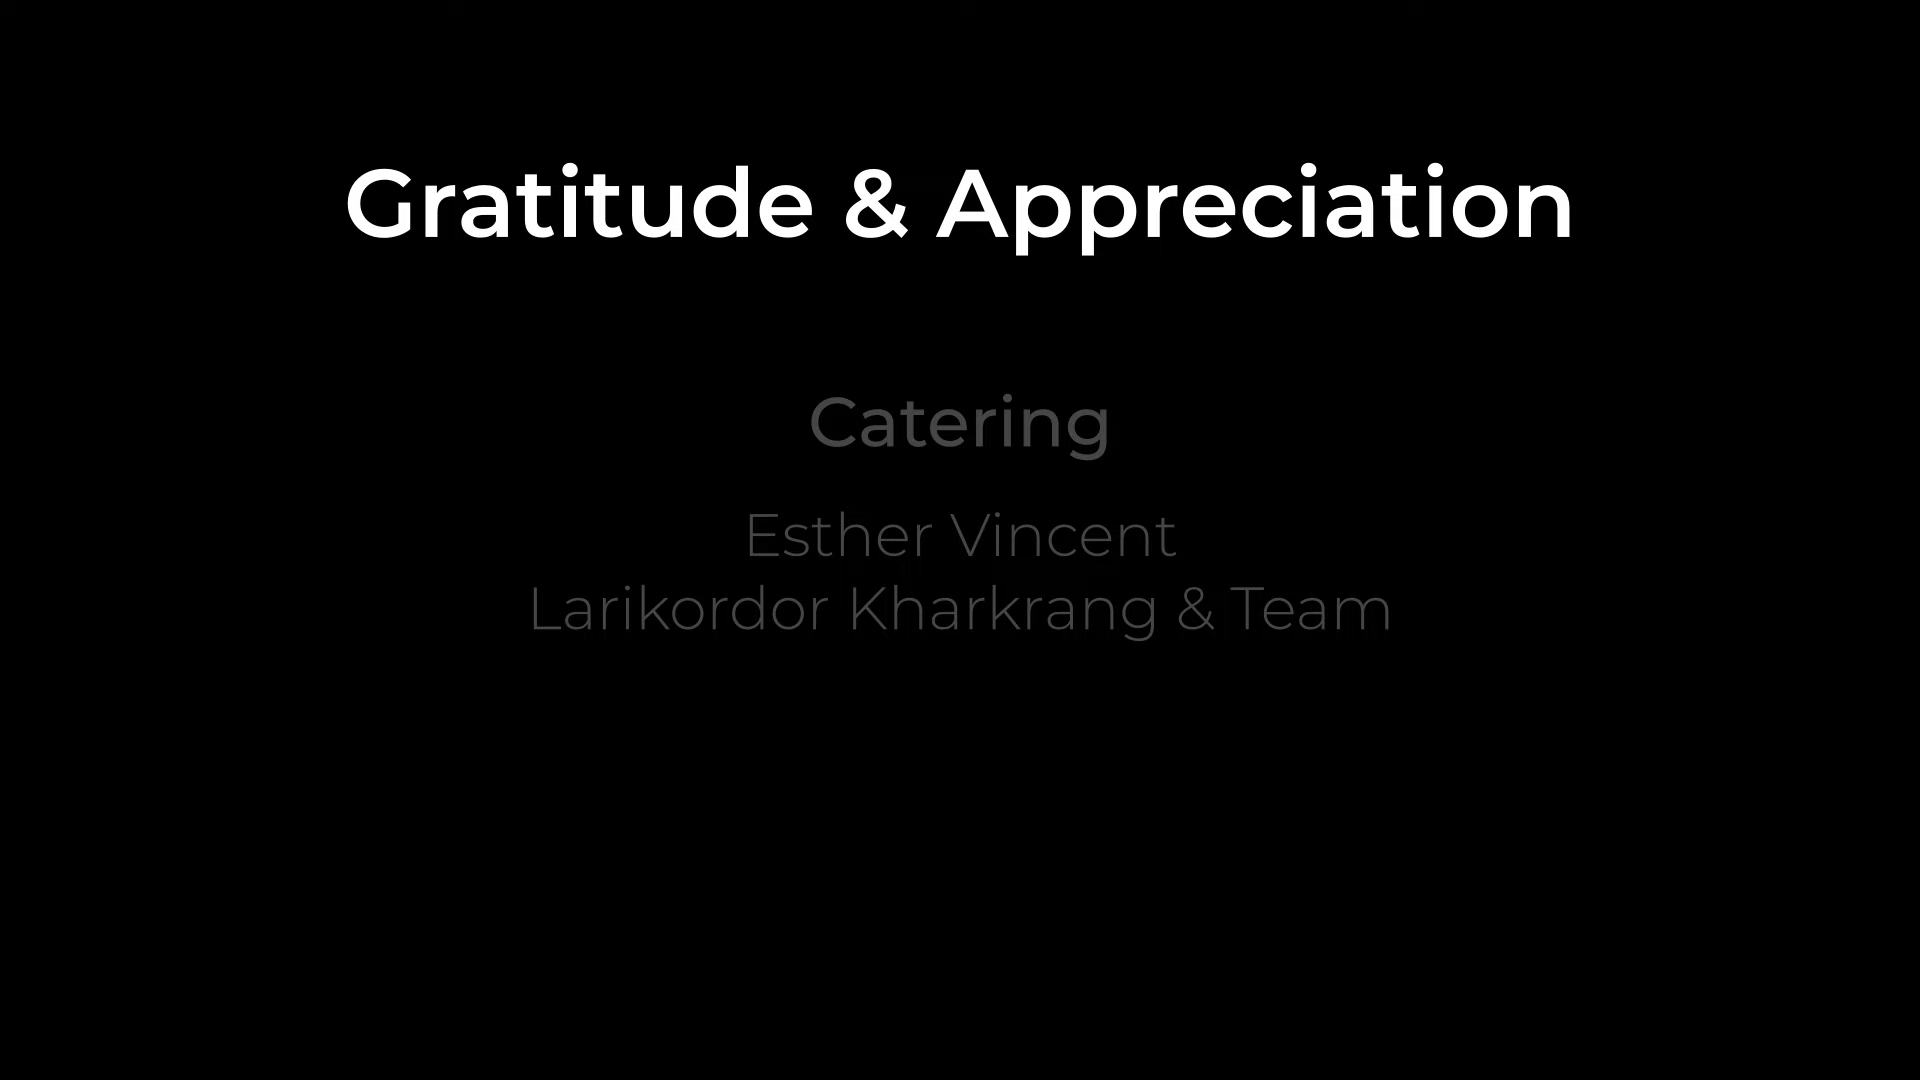 Gratitude & Appreciation
Catering
Esther Vincent
Larikordor Kharkrang & Team